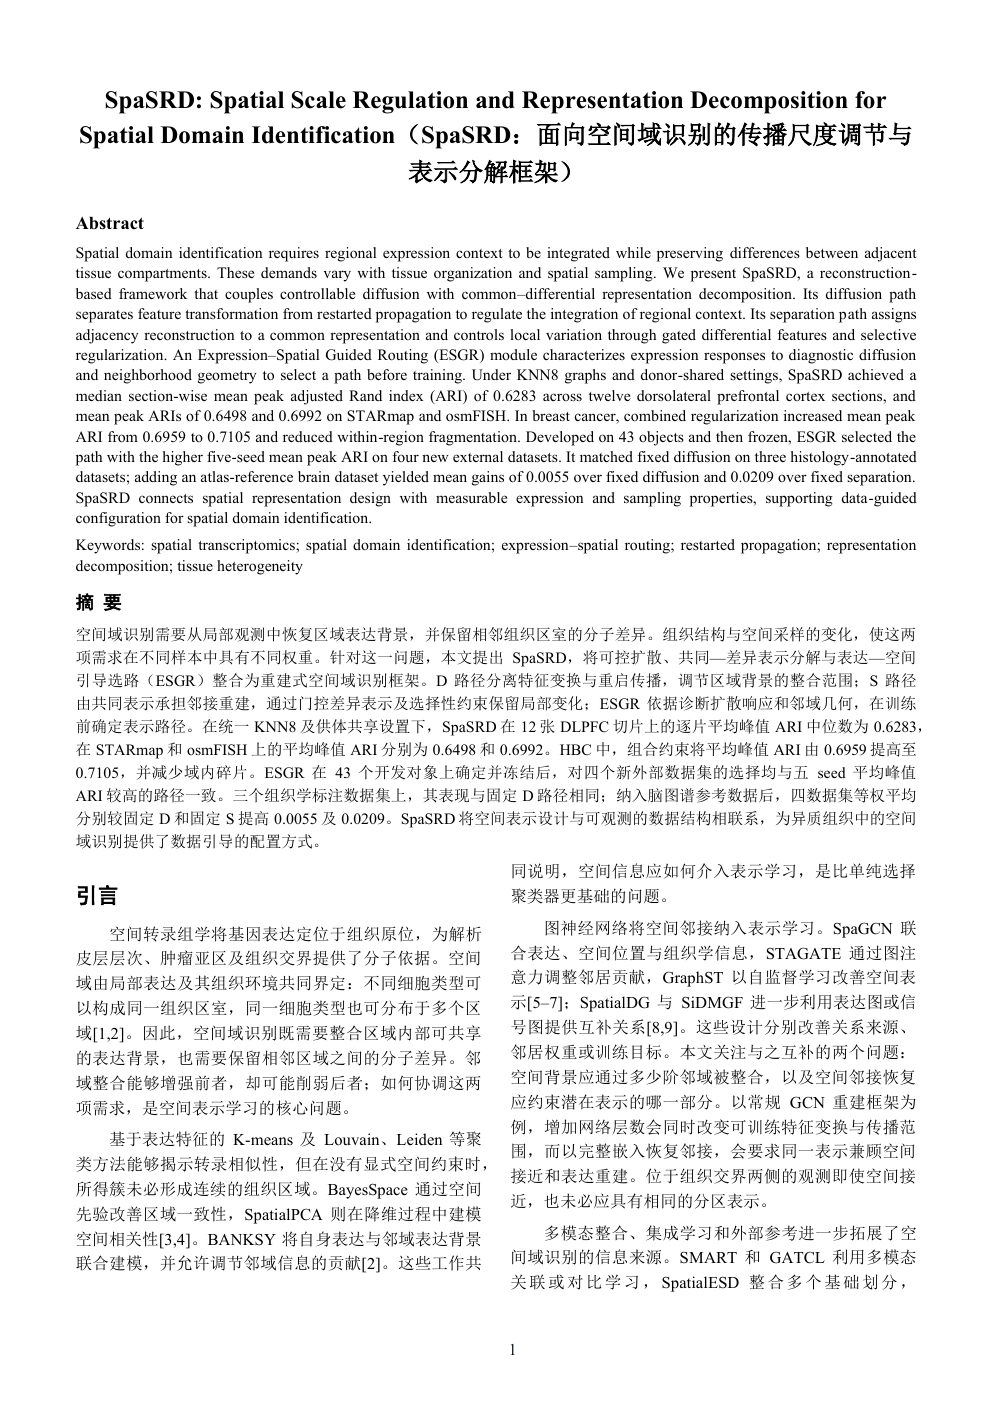 SpaSRD: Spatial Scale Regulation and Representation Decomposition for
Spatial Domain Identification（SpaSRD：面向空间域识别的传播尺度调节与
表示分解框架）
Abstract
Spatial domain identification requires regional expression context to be integrated while preserving differences between adjacent
tissue compartments. These demands vary with tissue organization and spatial sampling. We present SpaSRD, a reconstruction-
based framework that couples controllable diffusion with common–differential representation decomposition. Its diffusion path
separates feature transformation from restarted propagation to regulate the integration of regional context. Its separation path assigns
adjacency reconstruction to a common representation and controls local variation through gated differential features and selective
regularization. An Expression–Spatial Guided Routing (ESGR) module characterizes expression responses to diagnostic diffusion
and neighborhood geometry to select a path before training. Under KNN8 graphs and donor-shared settings, SpaSRD achieved a
median section-wise mean peak adjusted Rand index (ARI) of 0.6283 across twelve dorsolateral prefrontal cortex sections, and
mean peak ARIs of 0.6498 and 0.6992 on STARmap and osmFISH. In breast cancer, combined regularization increased mean peak
ARI from 0.6959 to 0.7105 and reduced within-region fragmentation. Developed on 43 objects and then frozen, ESGR selected the
path with the higher five-seed mean peak ARI on four new external datasets. It matched fixed diffusion on three histology-annotated
datasets; adding an atlas-reference brain dataset yielded mean gains of 0.0055 over fixed diffusion and 0.0209 over fixed separation.
SpaSRD connects spatial representation design with measurable expression and sampling properties, supporting data-guided
configuration for spatial domain identification.
Keywords: spatial transcriptomics; spatial domain identification; expression–spatial routing; restarted propagation; representation
decomposition; tissue heterogeneity
摘 要
空间域识别需要从局部观测中恢复区域表达背景，并保留相邻组织区室的分子差异。组织结构与空间采样的变化，使这两
项需求在不同样本中具有不同权重。针对这一问题，本文提出 SpaSRD，将可控扩散、共同—差异表示分解与表达—空间
引导选路（ESGR）整合为重建式空间域识别框架。D 路径分离特征变换与重启传播，调节区域背景的整合范围；S 路径
由共同表示承担邻接重建，通过门控差异表示及选择性约束保留局部变化；ESGR 依据诊断扩散响应和邻域几何，在训练
前确定表示路径。在统一 KNN8 及供体共享设置下，SpaSRD 在 12 张 DLPFC 切片上的逐片平均峰值 ARI 中位数为 0.6283，
在 STARmap 和 osmFISH 上的平均峰值 ARI 分别为 0.6498 和 0.6992。HBC 中，组合约束将平均峰值 ARI 由 0.6959 提高至
0.7105，并减少域内碎片。ESGR 在 43 个开发对象上确定并冻结后，对四个新外部数据集的选择均与五 seed 平均峰值
ARI 较高的路径一致。三个组织学标注数据集上，其表现与固定 D 路径相同；纳入脑图谱参考数据后，四数据集等权平均
分别较固定 D 和固定 S 提高 0.0055 及 0.0209。SpaSRD 将空间表示设计与可观测的数据结构相联系，为异质组织中的空间
域识别提供了数据引导的配置方式。
引言
空间转录组学将基因表达定位于组织原位，为解析
皮层层次、肿瘤亚区及组织交界提供了分子依据。空间
域由局部表达及其组织环境共同界定：不同细胞类型可
以构成同一组织区室，同一细胞类型也可分布于多个区
域[1,2]。因此，空间域识别既需要整合区域内部可共享
的表达背景，也需要保留相邻区域之间的分子差异。邻
域整合能够增强前者，却可能削弱后者；如何协调这两
项需求，是空间表示学习的核心问题。
基于表达特征的 K-means 及 Louvain、Leiden 等聚
类方法能够揭示转录相似性，但在没有显式空间约束时，
所得簇未必形成连续的组织区域。BayesSpace 通过空间
先验改善区域一致性，SpatialPCA 则在降维过程中建模
空间相关性[3,4]。BANKSY 将自身表达与邻域表达背景
联合建模，并允许调节邻域信息的贡献[2]。这些工作共
同说明，空间信息应如何介入表示学习，是比单纯选择
聚类器更基础的问题。
图神经网络将空间邻接纳入表示学习。SpaGCN 联
合表达、空间位置与组织学信息，STAGATE 通过图注
意力调整邻居贡献，GraphST 以自监督学习改善空间表
示[5–7]；SpatialDG 与 SiDMGF 进一步利用表达图或信
号图提供互补关系[8,9]。这些设计分别改善关系来源、
邻居权重或训练目标。本文关注与之互补的两个问题：
空间背景应通过多少阶邻域被整合，以及空间邻接恢复
应约束潜在表示的哪一部分。以常规 GCN 重建框架为
例，增加网络层数会同时改变可训练特征变换与传播范
围，而以完整嵌入恢复邻接，会要求同一表示兼顾空间
接近和表达重建。位于组织交界两侧的观测即使空间接
近，也未必应具有相同的分区表示。
多模态整合、集成学习和外部参考进一步拓展了空
间域识别的信息来源。SMART 和 GATCL 利用多模态
关联或对比学习，SpatialESD 整合多个基础划分，
1